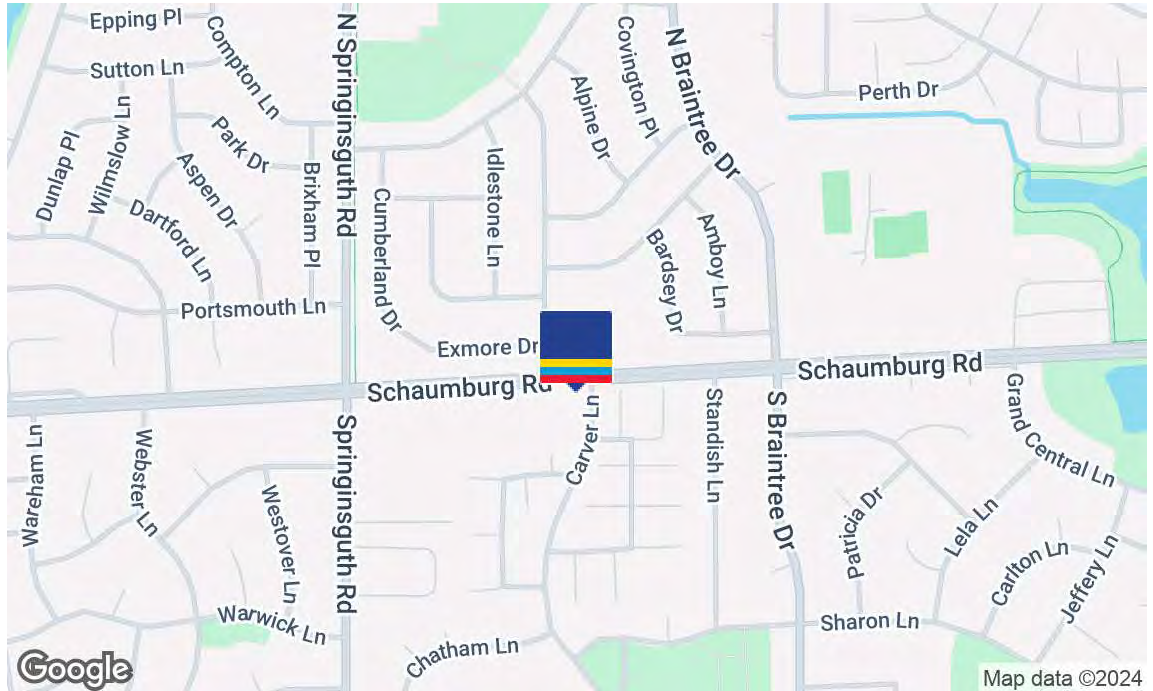 Epping Pl
Compton Ln
N Springinsguth Rd
Covington Pl
N Braintree Dr
Sutton Ln
Alpine Dr
Perth Dr
Dunlap Pl
Wilmslow Ln
Park Dr
Aspen Dr
Brixham Pl
Idlestone Ln
Cumberland Dr
Dartford Ln
Bardsey Dr
Amboy Ln
Portsmouth Ln
Exmore Dr
Schaumburg Rd
Schaumburg Rd
Wareham Ln
Webster Ln
Springinsguth Rd
Carver Ln
Standish Ln
S Braintree Dr
Grand Central Ln
Westover Ln
Patricia Dr
Lela Ln
Carlton Ln
Jeffery Ln
Warwick Ln
Sharon Ln
Chatham Ln
Google
Map data ©2024